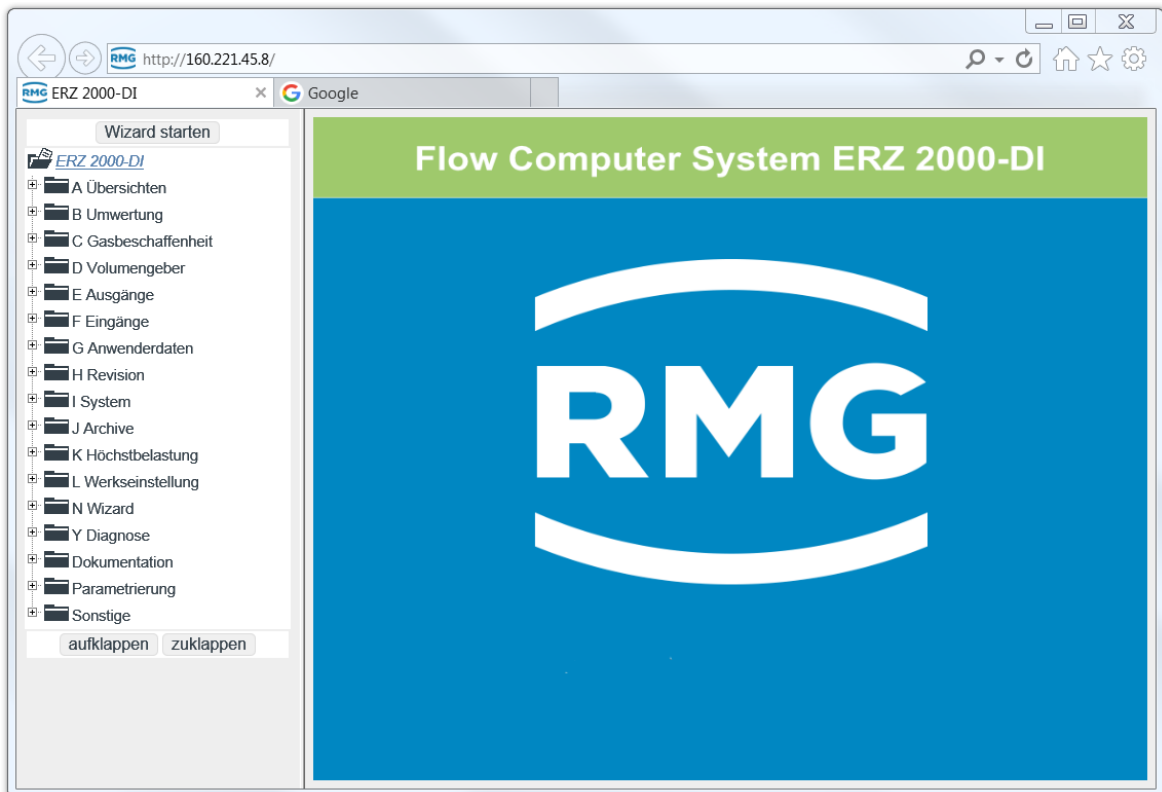 RMG http://160.221.45.8/
RMG ERZ 2000-DI × Google
Wizard starten
ERZ 2000-DI
A Übersichten
B Umwertung
C Gasbeschaffenheit
D Volumengeber
E Ausgänge
F Eingänge
G Anwenderdaten
H Revision
I System
J Archive
K Höchstbelastung
L Werkseinstellung
N Wizard
Y Diagnose
Dokumentation
Parametrierung
Sonstige
aufklappen zuklappen
Flow Computer System ERZ 2000-DI
RMG